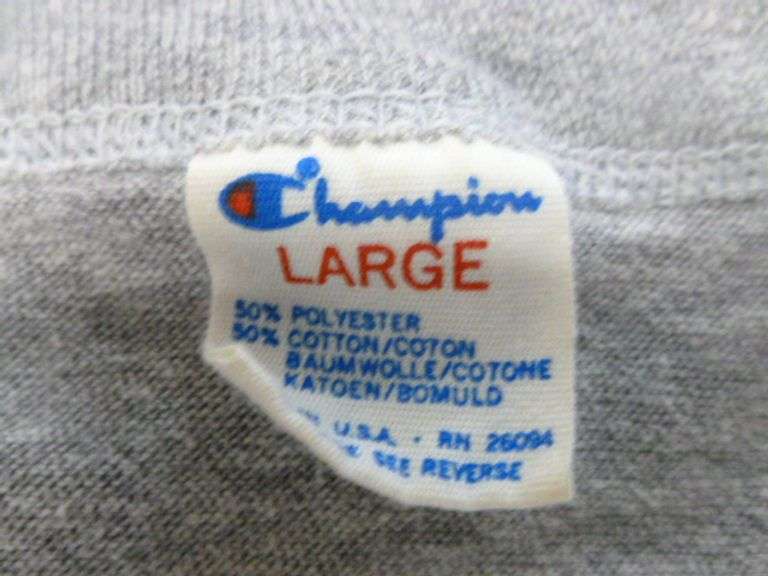 Champion
LARGE
50% POLYESTER
50% COTTON/COTON
BAUMWOLLE/COTONE
KATOEN/BOMULD
U.S.A. · RN 26094
SEE REVERSE